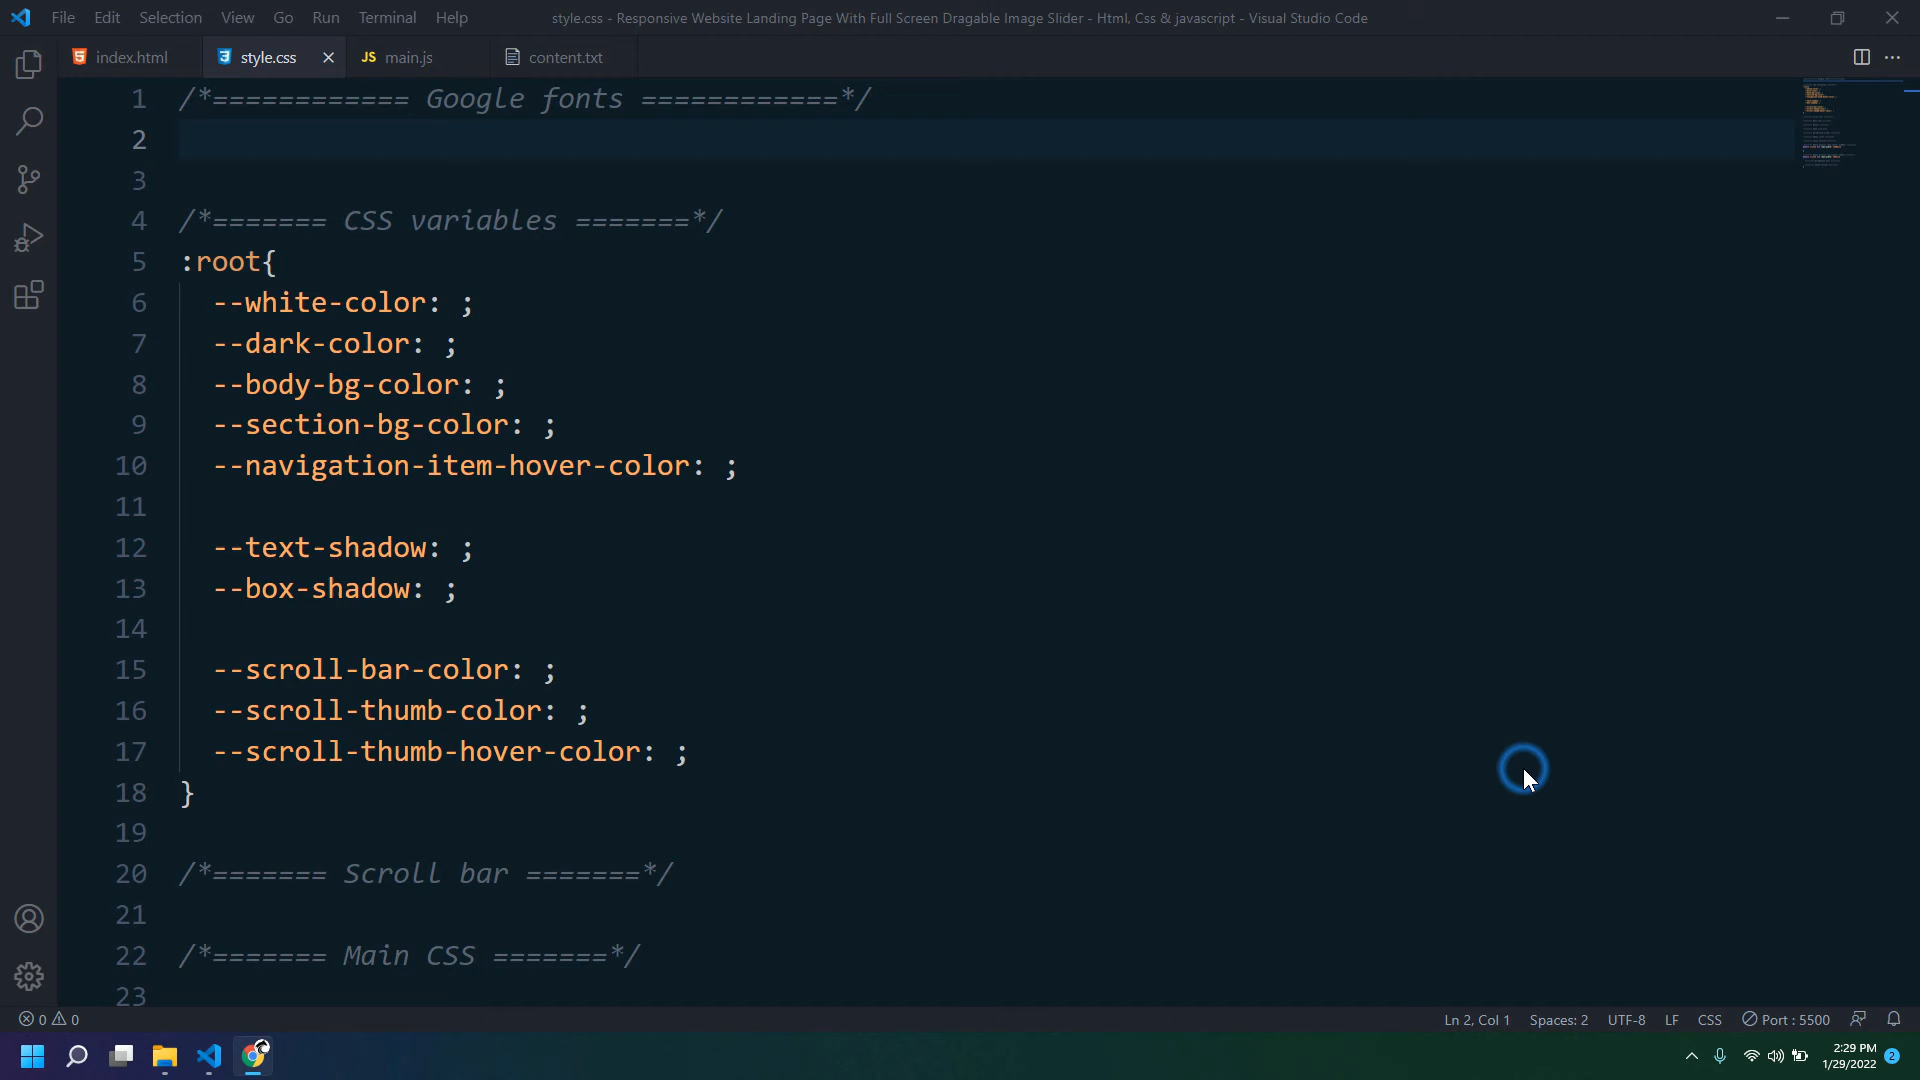 File Edit Selection View Go Run Terminal Help
style.css - Responsive Website Landing Page With Full Screen Dragable Image Slider - Html, Css & javascript - Visual Studio Code
index.html
style.css
JS main.js
content.txt
1 /*============ Google fonts ============*/
2
3
4 /*======= CSS variables =======*/
5 :root{
6 --white-color: ;
7 --dark-color: ;
8 --body-bg-color: ;
9 --section-bg-color: ;
10 --navigation-item-hover-color: ;
11
12 --text-shadow: ;
13 --box-shadow: ;
14
15 --scroll-bar-color: ;
16 --scroll-thumb-color: ;
17 --scroll-thumb-hover-color: ;
18 }
19
20 /*======= Scroll bar =======*/
21
22 /*======= Main CSS =======*/
23
0 0
Ln 2, Col 1 Spaces: 2 UTF-8 LF CSS Port : 5500
2:29 PM
1/29/2022
2